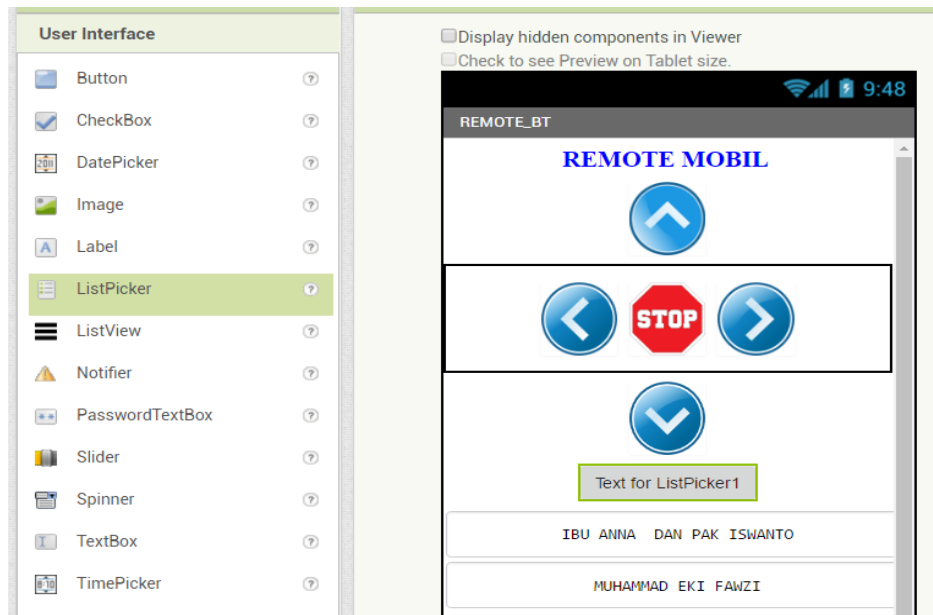 User Interface
Button
CheckBox
DatePicker
Image
Label
ListPicker
ListView
Notifier
PasswordTextBox
Slider
Spinner
TextBox
TimePicker
Display hidden components in Viewer
Check to see Preview on Tablet size.
9:48
REMOTE_BT
REMOTE MOBIL
STOP
Text for ListPicker1
IBU ANNA DAN PAK ISWANTO
MUHAMMAD EKI FAWZI